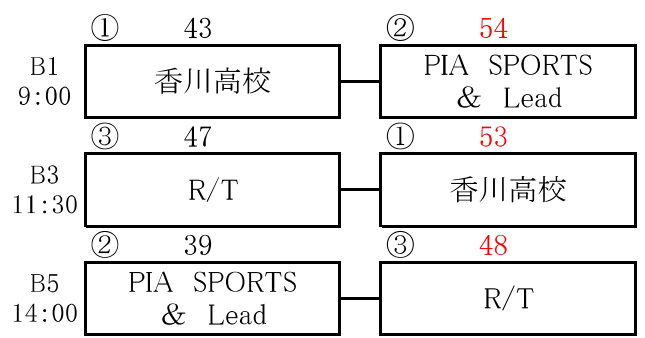 ① 43 ② 54
B1 9:00 香川高校 PIA SPORTS & Lead
③ 47 ① 53
B3 11:30 R/T 香川高校
② 39 ③ 48
B5 14:00 PIA SPORTS & Lead R/T